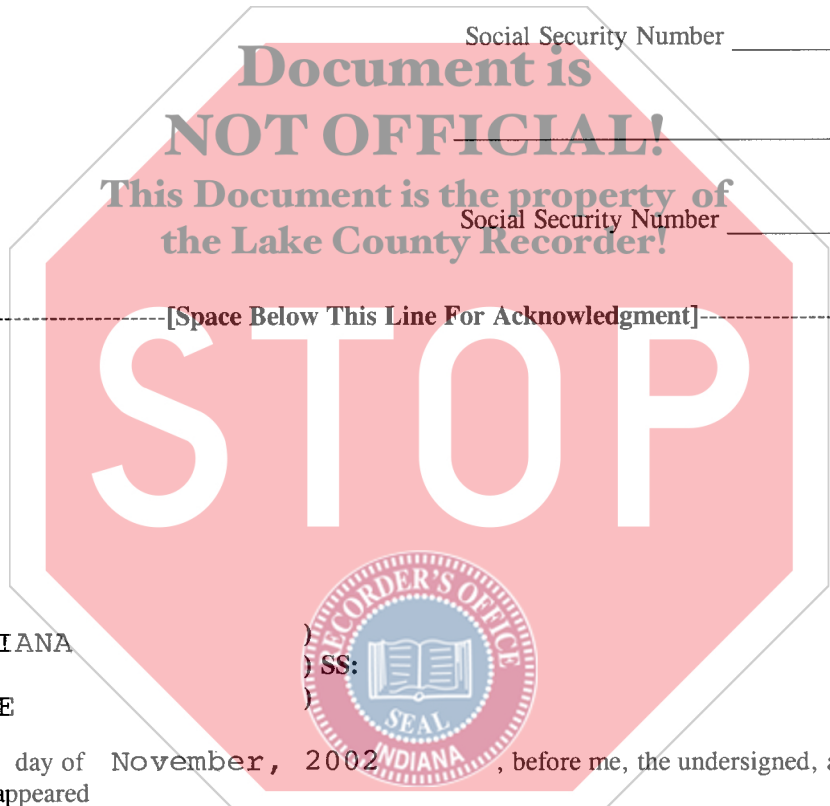 Social Security Number
Document is
NOT OFFICIAL!
This Document is the property of
Social Security Number
the Lake County Recorder!
[Space Below This Line For Acknowledgment]
STOP
RECORDER'S OFFICE
IANA )
) SS:
E )
SEAL
INDIANA
day of November, 2002 , before me, the undersigned, a
appeared